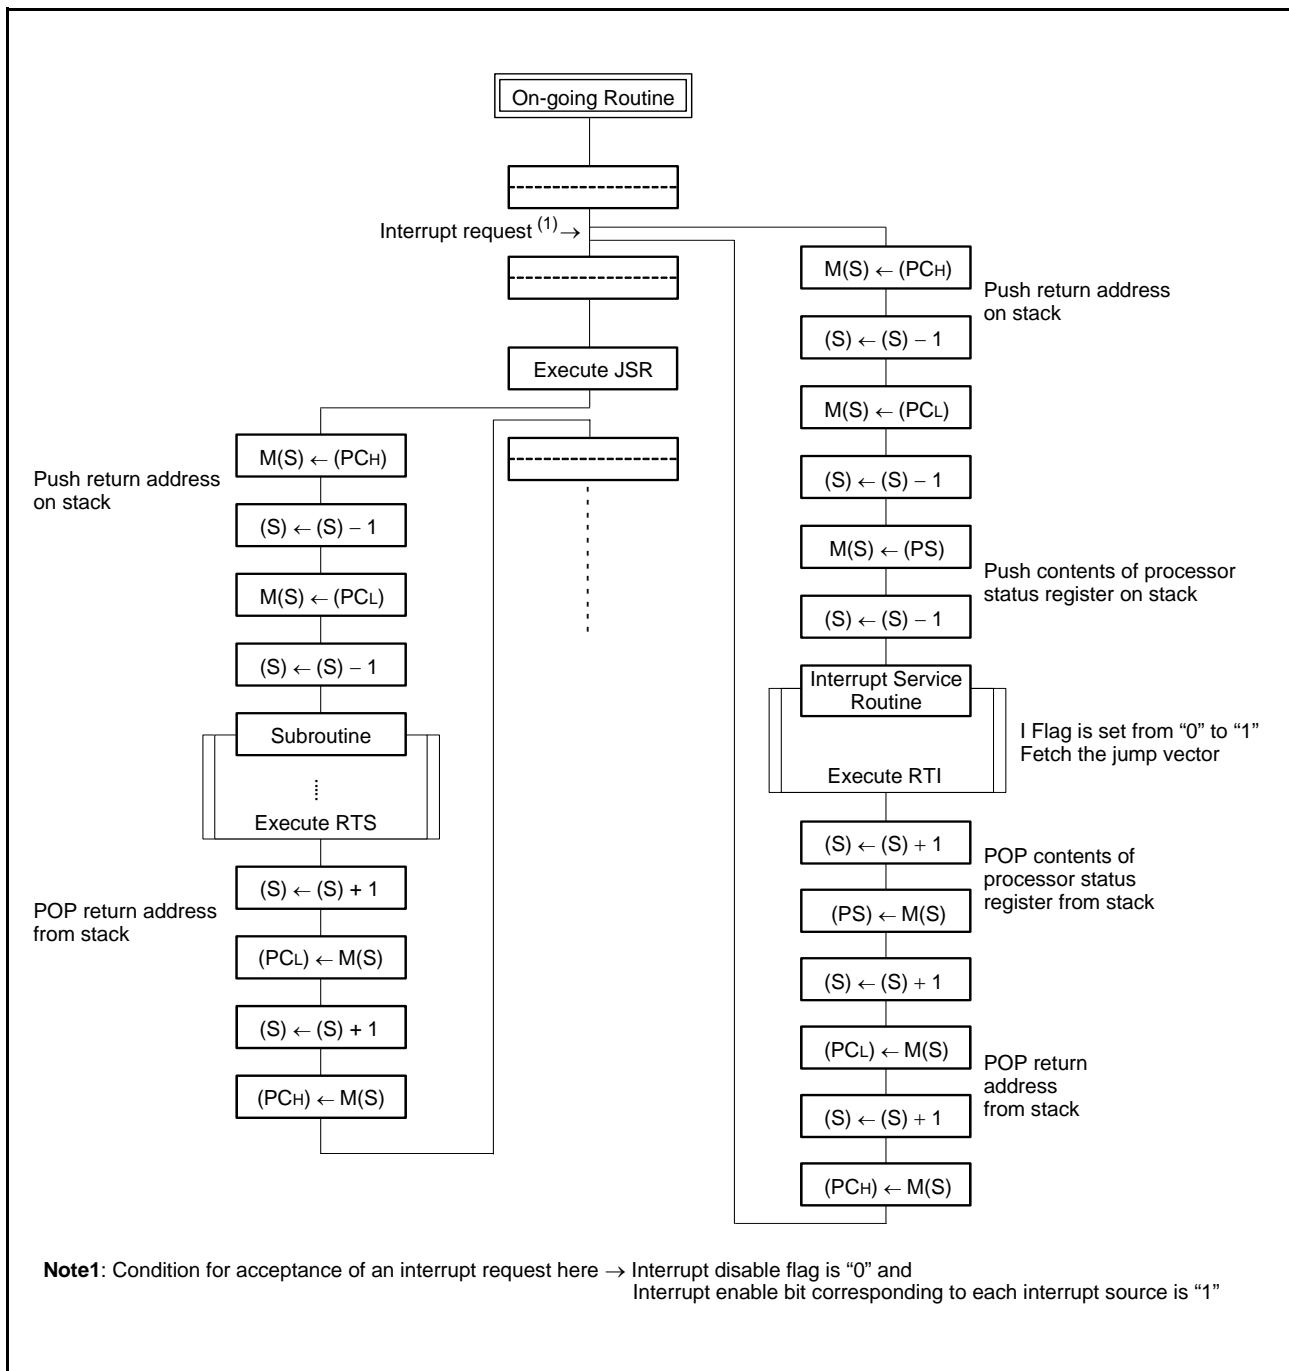 On-going Routine
Interrupt request (1) →
Execute JSR
Push return address
on stack
M(S) ← (PCH)
(S) ← (S) − 1
M(S) ← (PCL)
(S) ← (S) − 1
Subroutine
Execute RTS
POP return address
from stack
(S) ← (S) + 1
(PCL) ← M(S)
(S) ← (S) + 1
(PCH) ← M(S)
M(S) ← (PCH)
(S) ← (S) − 1
M(S) ← (PCL)
(S) ← (S) − 1
M(S) ← (PS)
(S) ← (S) − 1
Push return address
on stack
Push contents of processor
status register on stack
Interrupt Service
Routine
Execute RTI
I Flag is set from “0” to “1”
Fetch the jump vector
(S) ← (S) + 1
(PS) ← M(S)
(S) ← (S) + 1
(PCL) ← M(S)
(S) ← (S) + 1
(PCH) ← M(S)
POP contents of
processor status
register from stack
POP return
address
from stack
Note1: Condition for acceptance of an interrupt request here → Interrupt disable flag is “0” and
Interrupt enable bit corresponding to each interrupt source is “1”